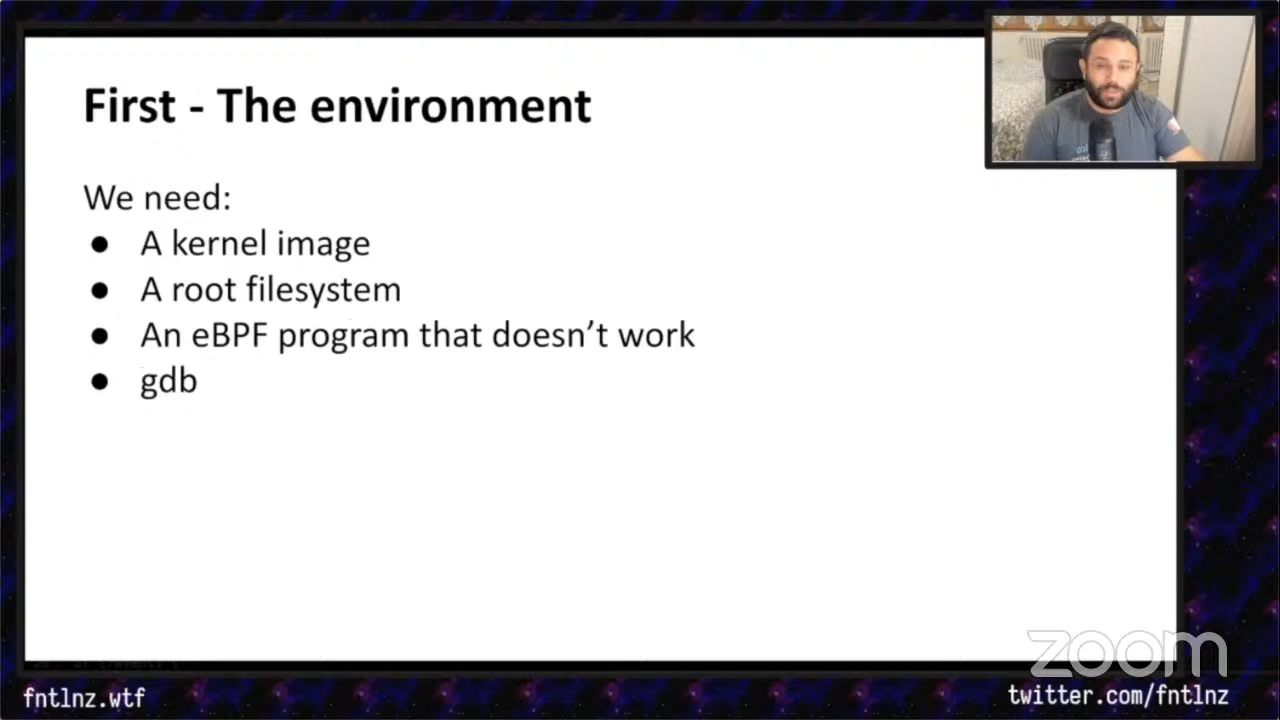 First - The environment
We need:
● A kernel image
● A root filesystem
● An eBPF program that doesn't work
● gdb
zoom
fntlnz.wtf
twitter.com/fntlnz